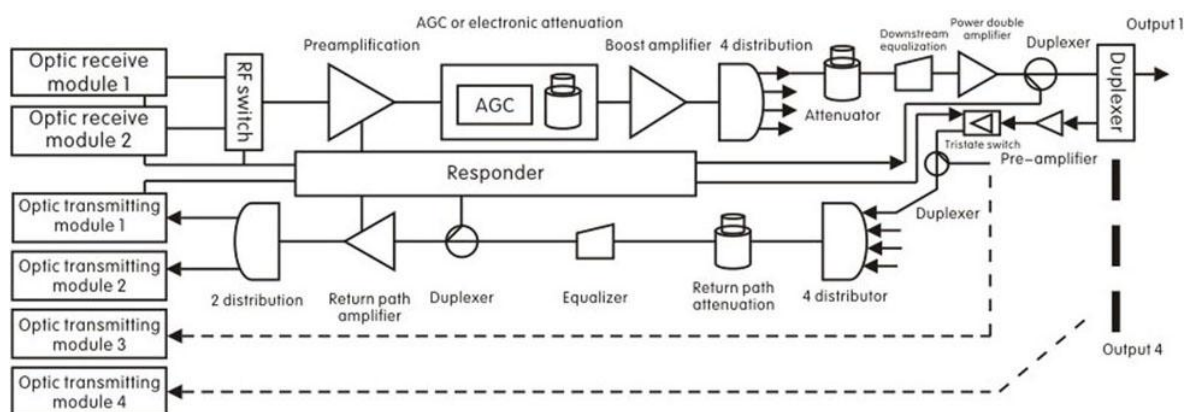 AGC or electronic attenuation
Output 1
Preamplification
Boost amplifier
4 distribution
Downstream
equalization
Power double
amplifier
Duplexer
Optic receive
module 1
RF switch
AGC
Attenuator
Duplexer
Optic receive
module 2
Tristate switch
Pre-amplifier
Responder
Optic transmitting
module 1
Duplexer
Optic transmitting
module 2
2 distribution
Return path
amplifier
Duplexer
Equalizer
Return path
attenuation
4 distributor
Optic transmitting
module 3
Output 4
Optic transmitting
module 4